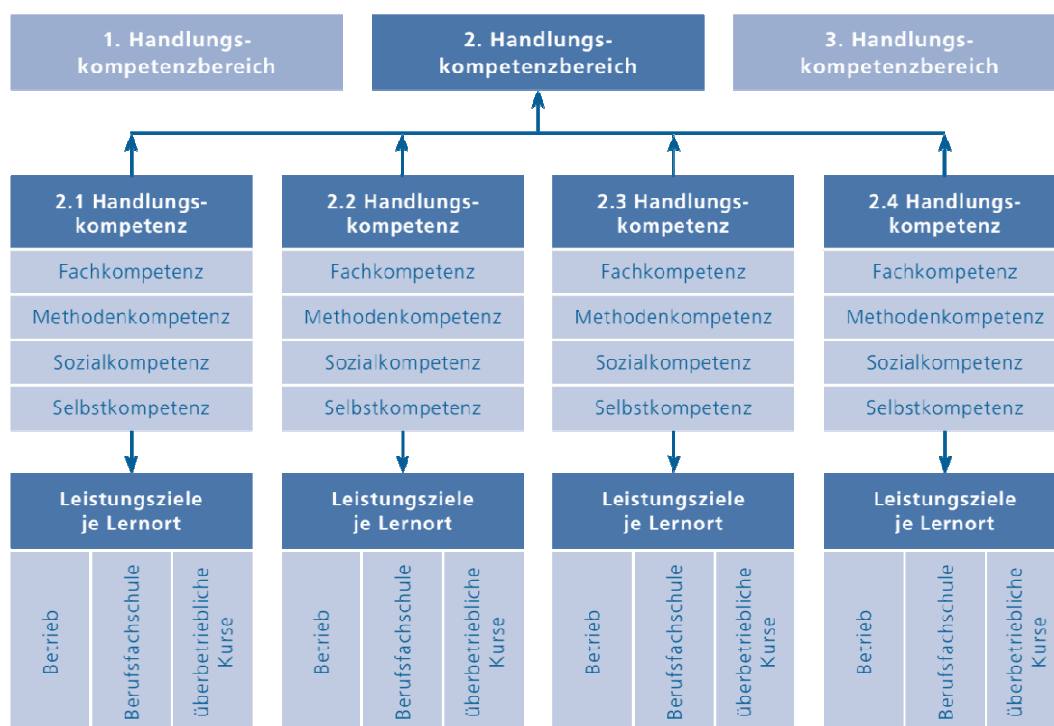 1. Handlungs-
kompetenzbereich
2. Handlungs-
kompetenzbereich
3. Handlungs-
kompetenzbereich
2.1 Handlungs-
kompetenz
2.2 Handlungs-
kompetenz
2.3 Handlungs-
kompetenz
2.4 Handlungs-
kompetenz
Fachkompetenz
Fachkompetenz
Fachkompetenz
Fachkompetenz
Methodenkompetenz
Methodenkompetenz
Methodenkompetenz
Methodenkompetenz
Sozialkompetenz
Sozialkompetenz
Sozialkompetenz
Sozialkompetenz
Selbstkompetenz
Selbstkompetenz
Selbstkompetenz
Selbstkompetenz
Leistungsziele
je Lernort
Leistungsziele
je Lernort
Leistungsziele
je Lernort
Leistungsziele
je Lernort
Betrieb
Berufsfachschule
überbetriebliche
Kurse
Betrieb
Berufsfachschule
überbetriebliche
Kurse
Betrieb
Berufsfachschule
überbetriebliche
Kurse
Betrieb
Berufsfachschule
überbetriebliche
Kurse